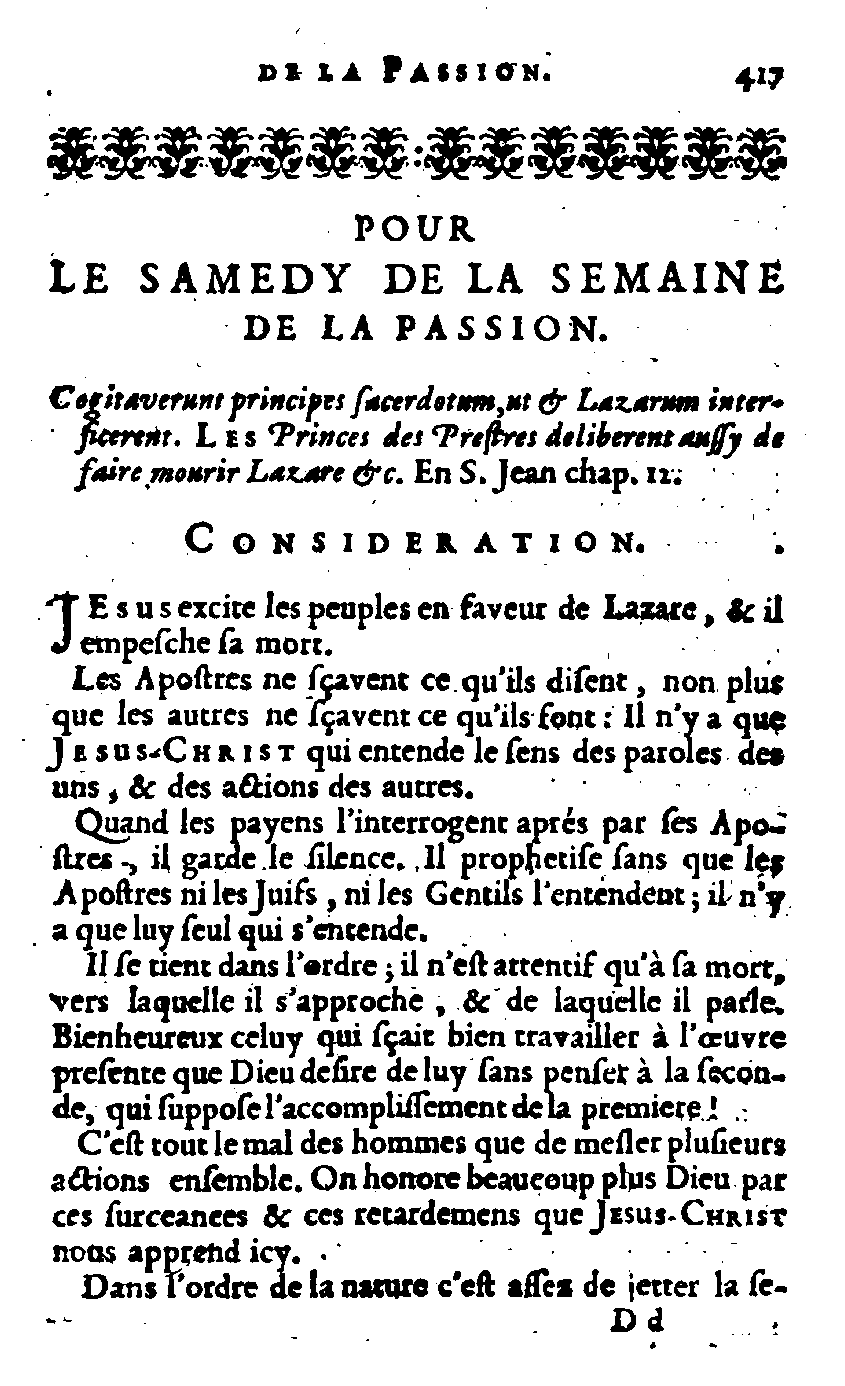 DE LA PASSION. 417
POUR
LE SAMEDY DE LA SEMAINE
DE LA PASSION.
Cogitaverunt principes ſacerdotum, ut & Lazarum inter-
ficerent. LES Princes des Preſtres deliberent auſſy de
faire mourir Lazare &c. En S. Jean chap. 12.
CONSIDERATION.
JEsus excite les peuples en faveur de Lazare, & il
empeſche ſa mort.
Les Apoſtres ne ſçavent ce qu'ils diſent, non plus
que les autres ne ſçavent ce qu'ils font : Il n'y a que
JESUS-CHRIST qui entende le ſens des paroles des
uns, & des actions des autres.
Quand les payens l'interrogent aprés par ſes Apo-
ſtres, il garde le ſilence. Il prophetiſe ſans que les
Apoſtres ni les Juifs, ni les Gentils l'entendent ; il n'y
a que luy ſeul qui s'entende.
Il ſe tient dans l'ordre ; il n'eſt attentif qu'à ſa mort,
vers laquelle il s'approche, & de laquelle il parle.
Bienheureux celuy qui ſçait bien travailler à l'œuvre
preſente que Dieu deſire de luy ſans penſer à la ſecon-
de, qui ſuppoſe l'accompliſſement de la premiere !
C'eſt tout le mal des hommes que de meſler pluſieurs
actions enſemble. On honore beaucoup plus Dieu par
ces ſurceances & ces retardemens que JESUS-CHRIST
nous apprend icy.
Dans l'ordre de la nature c'eſt aſſez de jetter la ſe-
D d